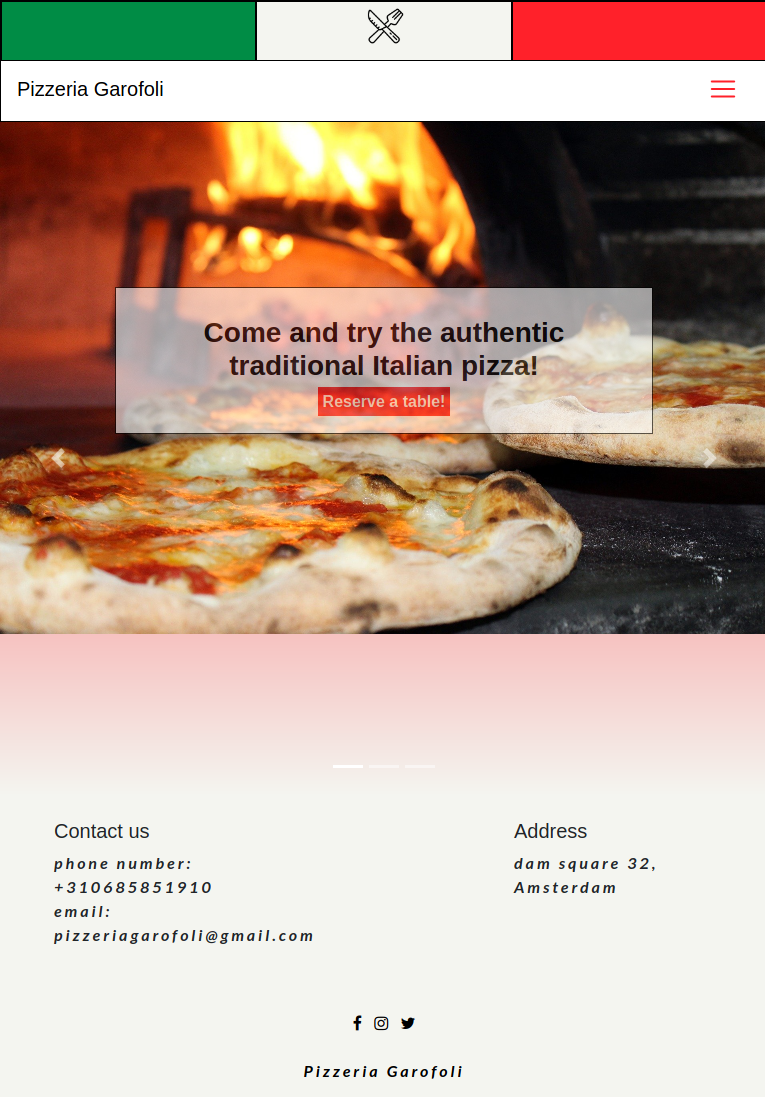 Pizzeria Garofoli
Come and try the authentic
traditional Italian pizza!
Reserve a table!
Contact us
phone number:
+310685851910
email:
pizzeriagarofoli@gmail.com
Address
dam square 32,
Amsterdam
Pizzeria Garofoli